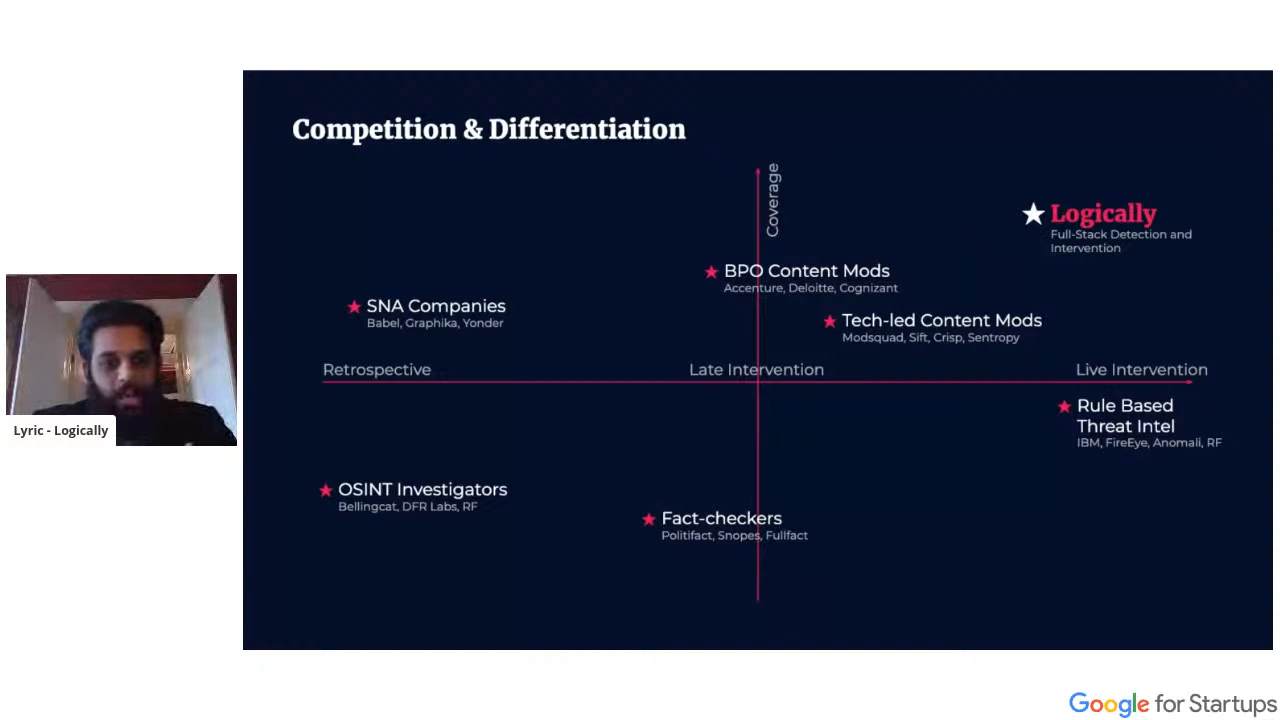 Competition & Differentiation
Coverage
Logically
Full-Stack Detection and
Intervention
BPO Content Mods
Accenture, Deloitte, Cognizant
SNA Companies
Babel, Graphika, Yonder
Tech-led Content Mods
Modsquad, Sift, Crisp, Sentropy
Retrospective
Late Intervention
Live Intervention
Rule Based
Threat Intel
IBM, FireEye, Anomali, RF
OSINT Investigators
Bellingcat, DFR Labs, RF
Fact-checkers
Politifact, Snopes, Fullfact
Lyric - Logically
Google for Startups